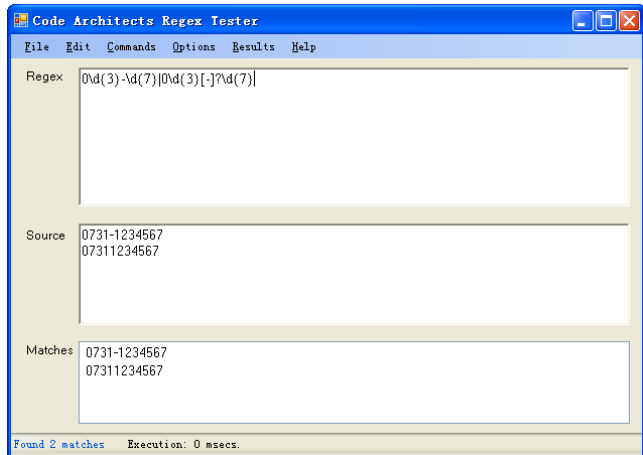 Code Architects Regex Tester
File Edit Commands Options Results Help
Regex
0\d(3)-\d(7)|0\d(3)[-]?\d(7)
Source
0731-1234567
07311234567
Matches
0731-1234567
07311234567
Found 2 matches Execution: 0 msecs.